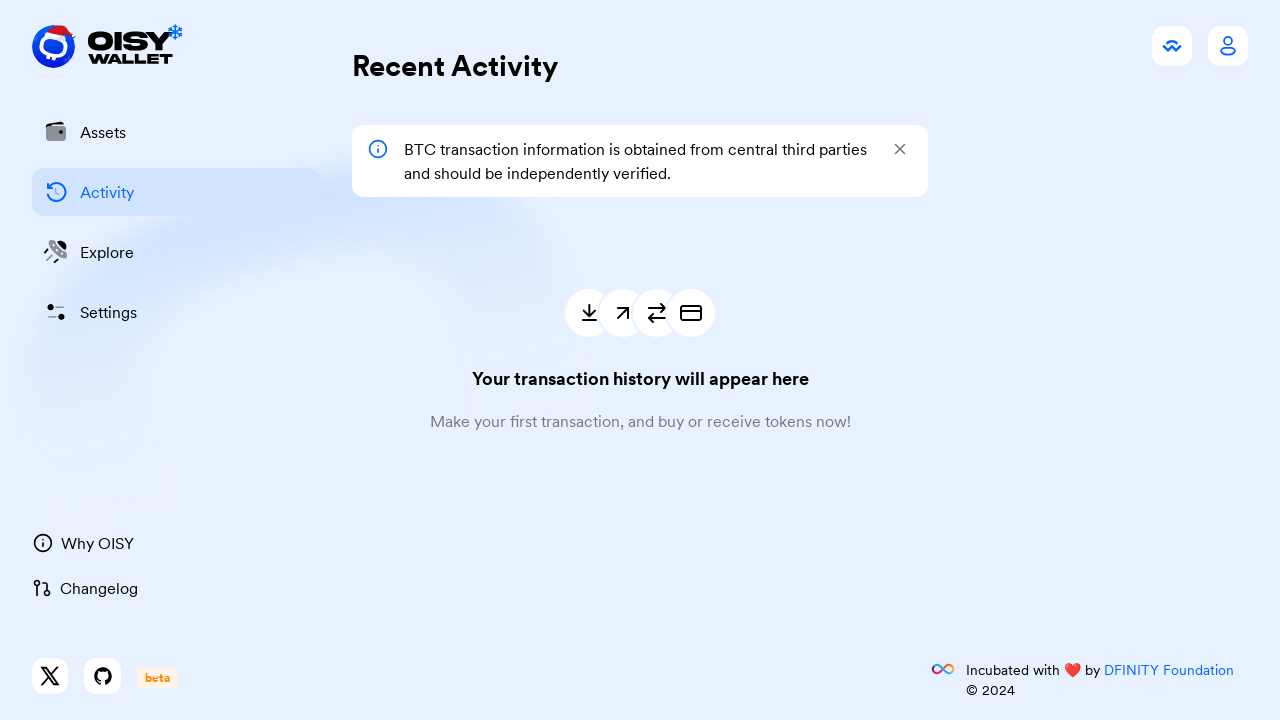 OISY
WALLET
Recent Activity
Assets
BTC transaction information is obtained from central third parties
and should be independently verified.
Activity
Explore
Settings
Your transaction history will appear here
Make your first transaction, and buy or receive tokens now!
Why OISY
Changelog
beta
Incubated with ❤️ by DFINITY Foundation
© 2024